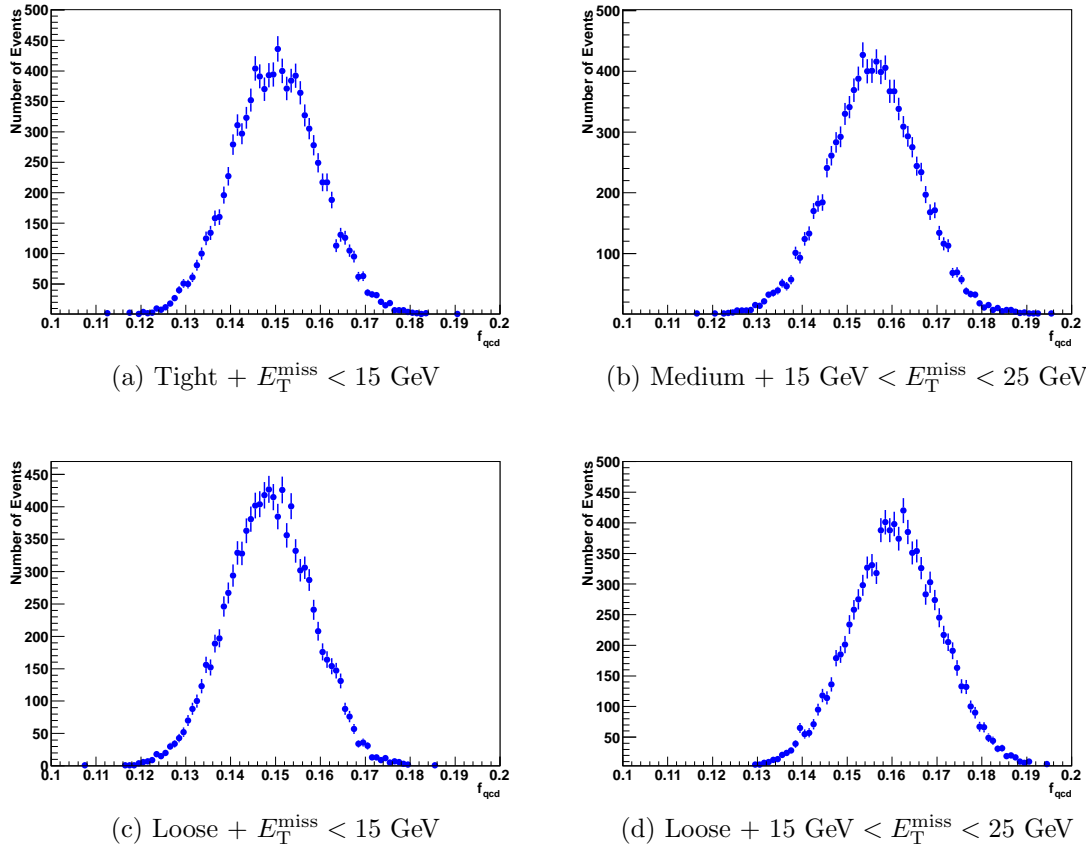 Number of Events
500
450
400
350
300
250
200
150
100
50
0.1 0.11 0.12 0.13 0.14 0.15 0.16 0.17 0.18 0.19 0.2
f_qcd
(a) Tight + E_T^miss < 15 GeV
Number of Events
500
400
300
200
100
0.1 0.11 0.12 0.13 0.14 0.15 0.16 0.17 0.18 0.19 0.2
f_qcd
(b) Medium + 15 GeV < E_T^miss < 25 GeV
Number of Events
450
400
350
300
250
200
150
100
50
0
0.1 0.11 0.12 0.13 0.14 0.15 0.16 0.17 0.18 0.19 0.2
f_qcd
(c) Loose + E_T^miss < 15 GeV
Number of Events
500
450
400
350
300
250
200
150
100
50
0.1 0.11 0.12 0.13 0.14 0.15 0.16 0.17 0.18 0.19 0.2
f_qcd
(d) Loose + 15 GeV < E_T^miss < 25 GeV